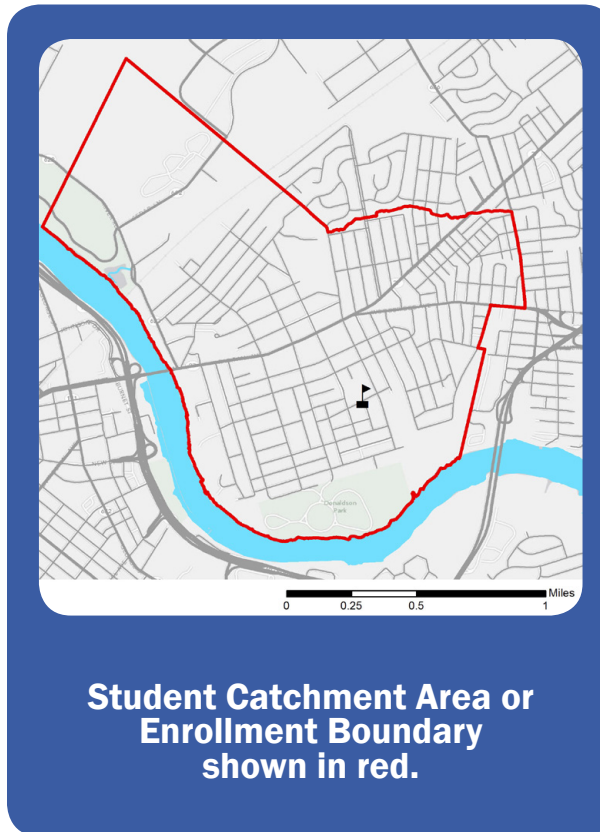 Donaldson
Park
Miles
0 0.25 0.5 1
Student Catchment Area or
Enrollment Boundary
shown in red.